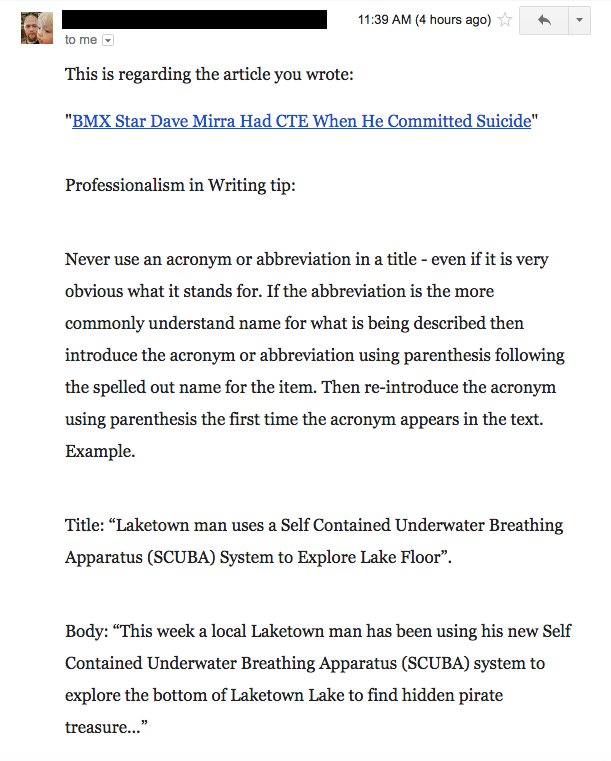 11:39 AM (4 hours ago)
to me
This is regarding the article you wrote:
"BMX Star Dave Mirra Had CTE When He Committed Suicide"
Professionalism in Writing tip:
Never use an acronym or abbreviation in a title - even if it is very
obvious what it stands for. If the abbreviation is the more
commonly understand name for what is being described then
introduce the acronym or abbreviation using parenthesis following
the spelled out name for the item. Then re-introduce the acronym
using parenthesis the first time the acronym appears in the text.
Example.
Title: “Laketown man uses a Self Contained Underwater Breathing
Apparatus (SCUBA) System to Explore Lake Floor”.
Body: “This week a local Laketown man has been using his new Self
Contained Underwater Breathing Apparatus (SCUBA) system to
explore the bottom of Laketown Lake to find hidden pirate
treasure...”